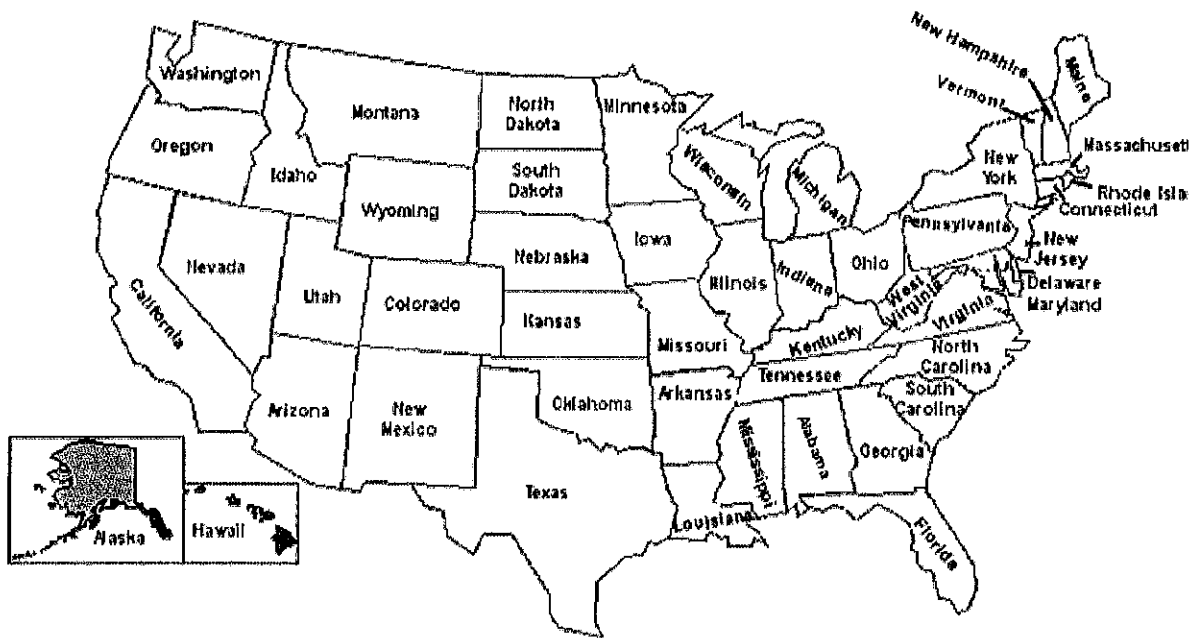 New Hampshire
Vermont
Maine
Washington
Montana
North
Dakota
Minnesota
Oregon
Idaho
South
Dakota
Wisconsin
Michigan
New
York
Massachusett
Rhode Isla
Connecticut
Wyoming
Pennsylvania
New
Jersey
Iowa
Nebraska
Nevada
Utah
Colorado
Illinois
Indiana
Ohio
West
Virginia
Delaware
Maryland
Virginia
California
Kansas
Missouri
Kentucky
North
Carolina
Tennessee
South
Carolina
Arizona
New
Mexico
Oklahoma
Arkansas
Mississippi
Alabama
Georgia
Texas
Louisiana
Florida
Alaska
Hawaii